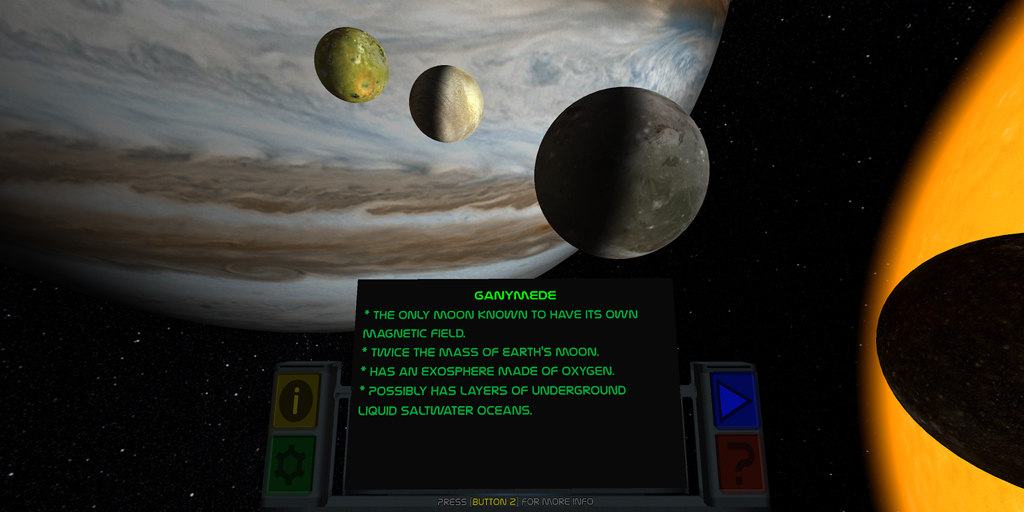 GANYMEDE
* THE ONLY MOON KNOWN TO HAVE ITS OWN
MAGNETIC FIELD.
* TWICE THE MASS OF EARTH'S MOON.
* HAS AN EXOSPHERE MADE OF OXYGEN.
* POSSIBLY HAS LAYERS OF UNDERGROUND
LIQUID SALTWATER OCEANS.
i
?
PRESS [BUTTON 2] FOR MORE INFO